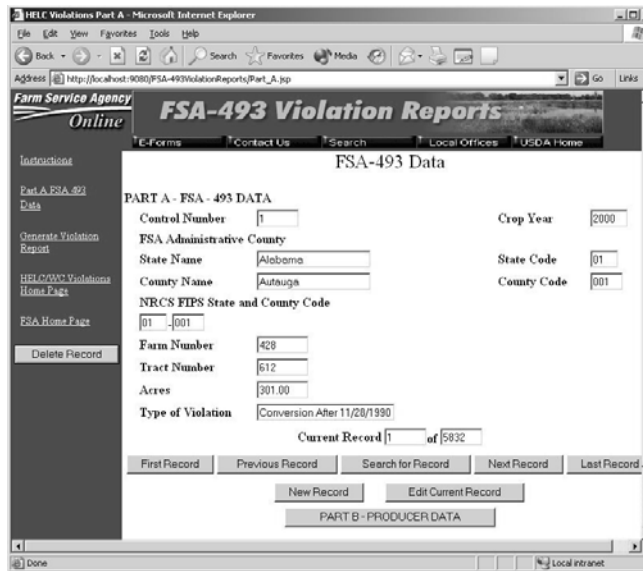 HELC Violations Part A - Microsoft Internet Explorer
File Edit View Favorites Tools Help
Back Search Favorites Media
Address http://localhost:9080/FSA-493ViolationReports/Part_A.jsp Go Links
Farm Service Agency
Online
FSA-493 Violation Reports
E-Forms Contact Us Search Local Offices USDA Home
Instructions
Part A FSA 493
Data
Generate Violation
Report
HELC/WC Violations
Home Page
FSA Home Page
Delete Record
FSA-493 Data
PART A - FSA - 493 DATA
Control Number 1 Crop Year 2000
FSA Administrative County
State Name Alabama State Code 01
County Name Autauga County Code 001
NRCS FIPS State and County Code
01 - 001
Farm Number 428
Tract Number 612
Acres 301.00
Type of Violation Conversion After 11/28/1990
Current Record 1 of 5832
First Record Previous Record Search for Record Next Record Last Record
New Record Edit Current Record
PART B - PRODUCER DATA
Done Local intranet